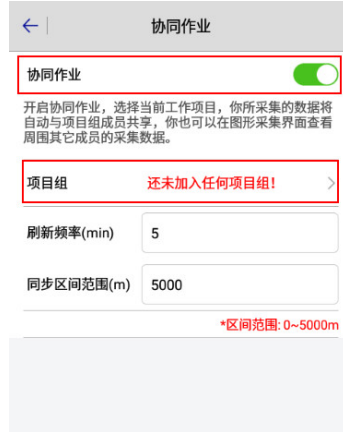 协同作业
协同作业
开启协同作业，选择当前工作项目，你所采集的数据将
自动与项目组成员共享，你也可以在图形采集界面查看
周围其它成员的采集数据。
项目组 还未加入任何项目组!
刷新频率(min) 5
同步区间范围(m) 5000
*区间范围: 0~5000m